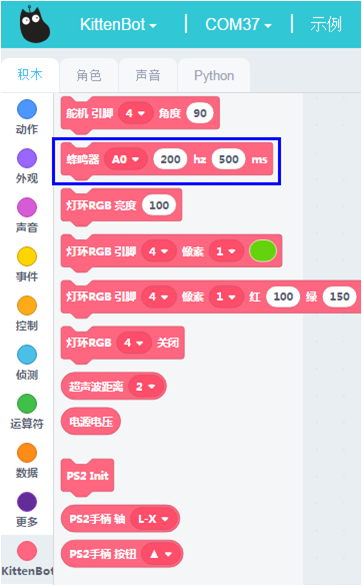 KittenBot COM37 示例
积木 角色 声音 Python
动作
外观
声音
事件
控制
侦测
运算符
数据
更多
KittenBot
舵机 引脚 4 角度 90
蜂鸣器 A0 200 hz 500 ms
灯环RGB 亮度 100
灯环RGB 引脚 4 像素 1
灯环RGB 引脚 4 像素 1 红 100 绿 150
灯环RGB 4 关闭
超声波距离 2
电源电压
PS2 Init
PS2手柄 轴 L-X
PS2手柄 按钮 ▲